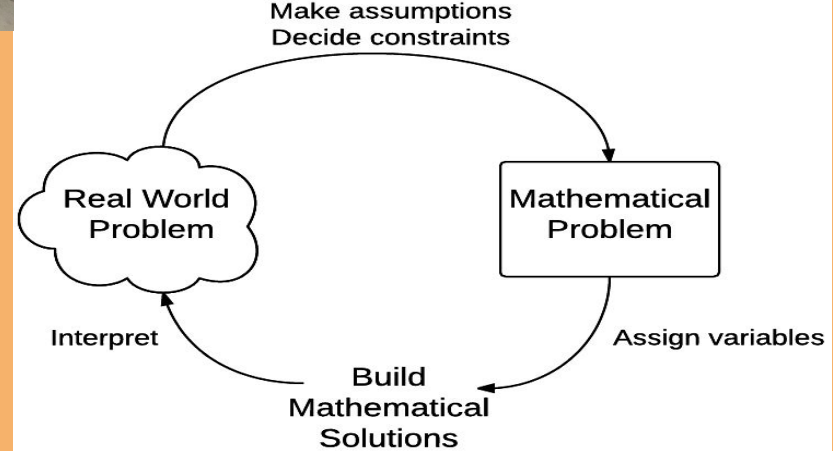 Make assumptions
Decide constraints
Real World
Problem
Mathematical
Problem
Interpret
Assign variables
Build
Mathematical
Solutions